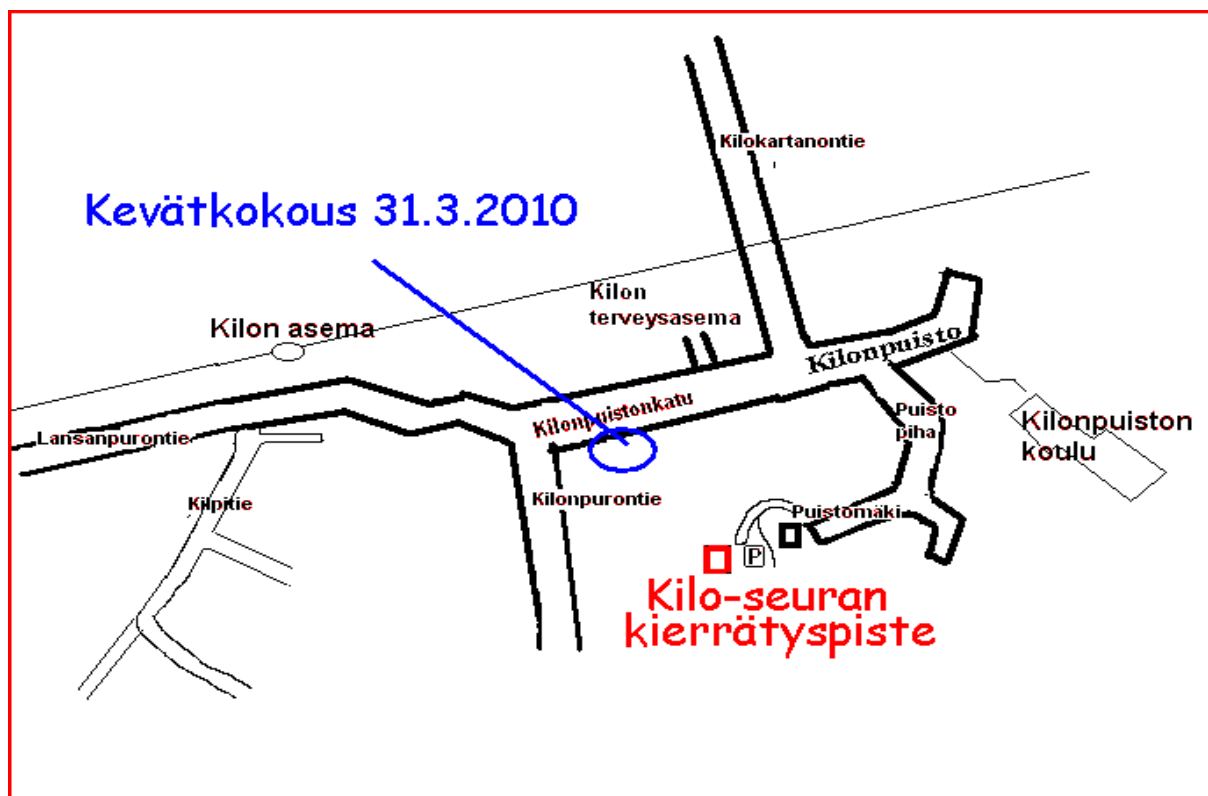 Kilokartanontie
Kevätkokous 31.3.2010
Kilon
terveysasema
Kilon asema
Kilonpuisto
Kilonpuistonkatu
Puisto
piha
Kilonpuiston
koulu
Lansanpurontie
Kilpitie
Kilonpurontie
Puistomäki
P
Kilo-seuran
kierrätyspiste